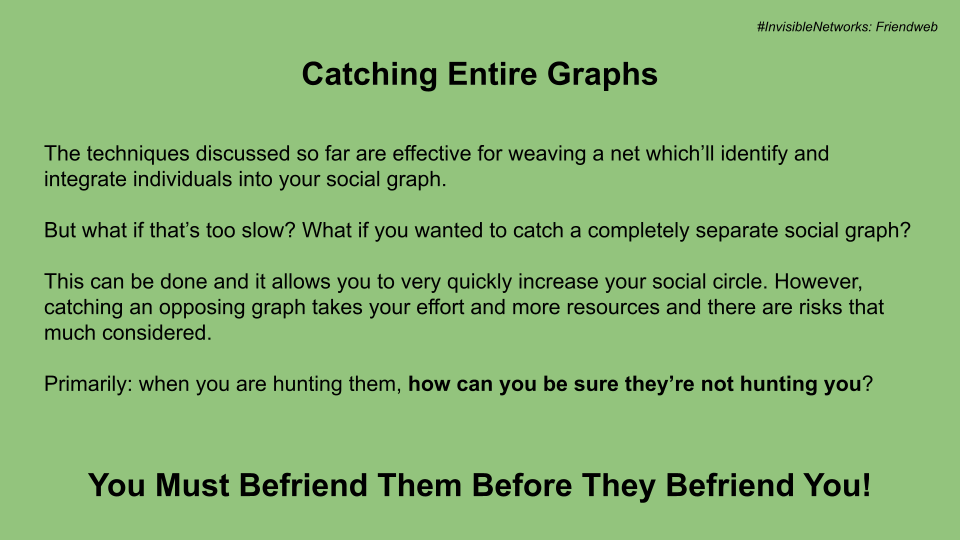 #InvisibleNetworks: Friendweb
Catching Entire Graphs
The techniques discussed so far are effective for weaving a net which’ll identify and
integrate individuals into your social graph.
But what if that’s too slow? What if you wanted to catch a completely separate social graph?
This can be done and it allows you to very quickly increase your social circle. However,
catching an opposing graph takes your effort and more resources and there are risks that
much considered.
Primarily: when you are hunting them, how can you be sure they’re not hunting you?
You Must Befriend Them Before They Befriend You!